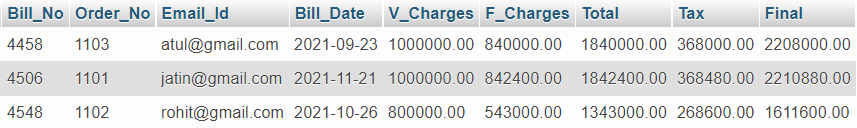 Bill_No Order_No Email_Id Bill_Date V_Charges F_Charges Total Tax Final
4458 1103 atul@gmail.com 2021-09-23 1000000.00 840000.00 1840000.00 368000.00 2208000.00
4506 1101 jatin@gmail.com 2021-11-21 1000000.00 842400.00 1842400.00 368480.00 2210880.00
4548 1102 rohit@gmail.com 2021-10-26 800000.00 543000.00 1343000.00 268600.00 1611600.00